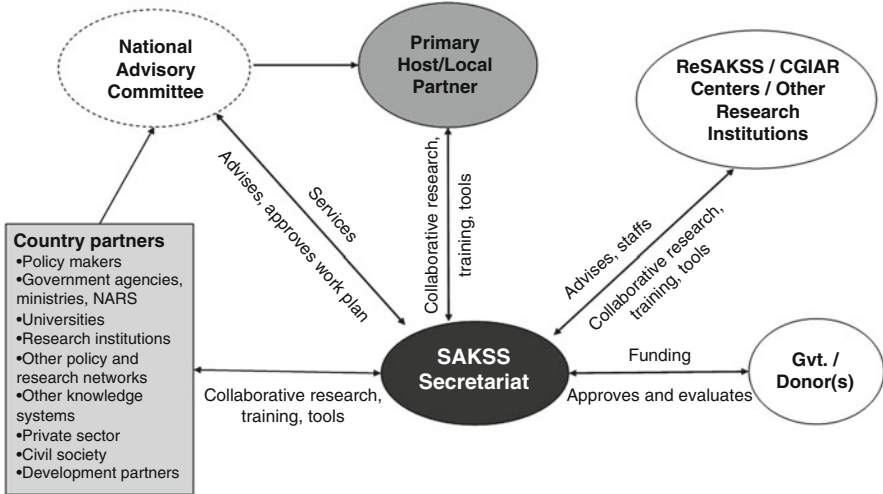 National
Advisory
Committee
Primary
Host/Local
Partner
ReSAKSS / CGIAR
Centers / Other
Research
Institutions
Services
Advises, approves work plan
Collaborative research,
training, tools
Advises, staffs
Collaborative research,
training, tools
Country partners
•Policy makers
•Government agencies,
ministries, NARS
•Universities
•Research institutions
•Other policy and
research networks
•Other knowledge
systems
•Private sector
•Civil society
•Development partners
Collaborative research,
training, tools
SAKSS
Secretariat
Funding
Approves and evaluates
Gvt. /
Donor(s)